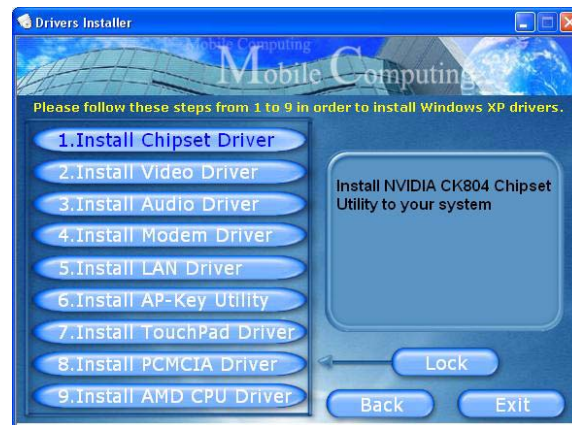 Drivers Installer
Mobile Computing
Mobile Computing
Please follow these steps from 1 to 9 in order to install Windows XP drivers.
1.Install Chipset Driver
2.Install Video Driver
3.Install Audio Driver
4.Install Modem Driver
5.Install LAN Driver
6.Install AP-Key Utility
7.Install TouchPad Driver
8.Install PCMCIA Driver
9.Install AMD CPU Driver
Install NVIDIA CK804 Chipset
Utility to your system
Lock
Back
Exit